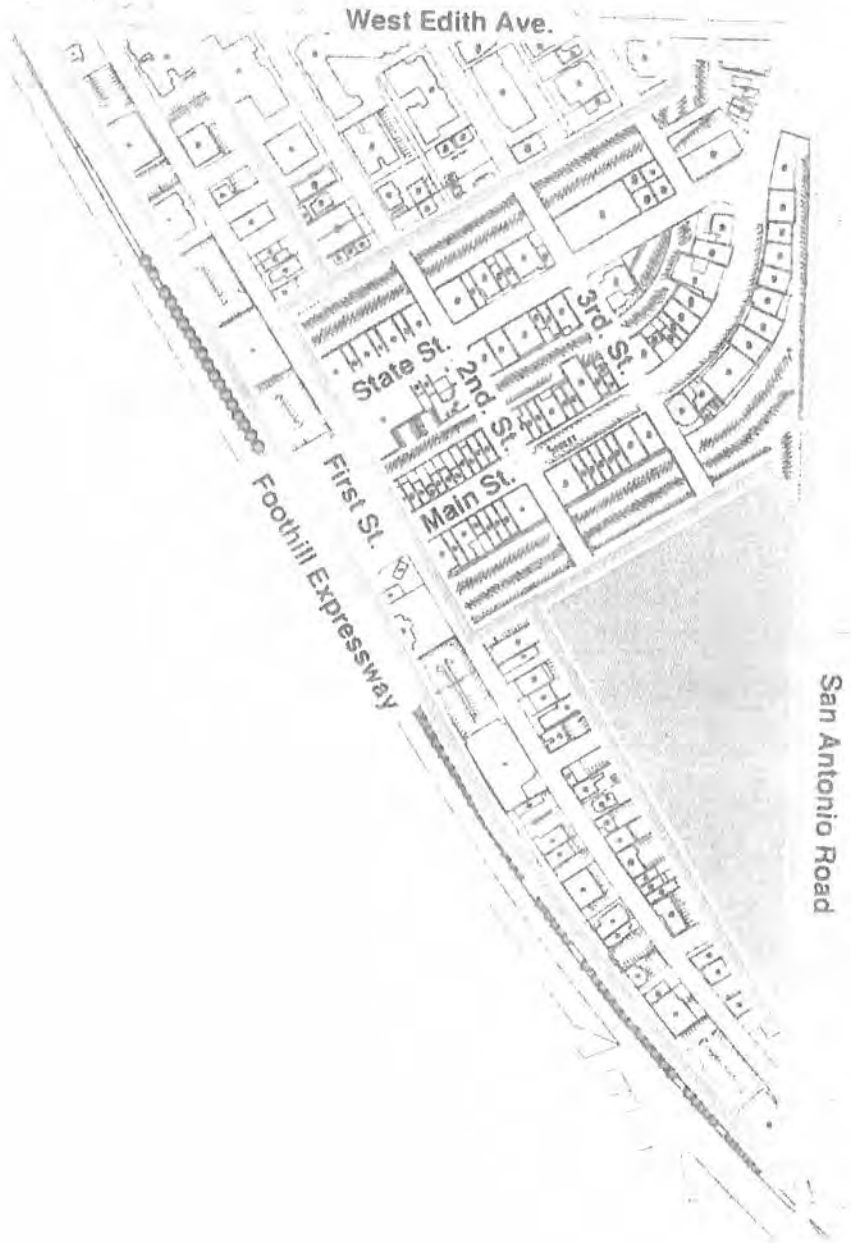 West Edith Ave.
3rd St.
State St.
2nd. St.
Main St.
First St.
Foothill Expressway
San Antonio Road